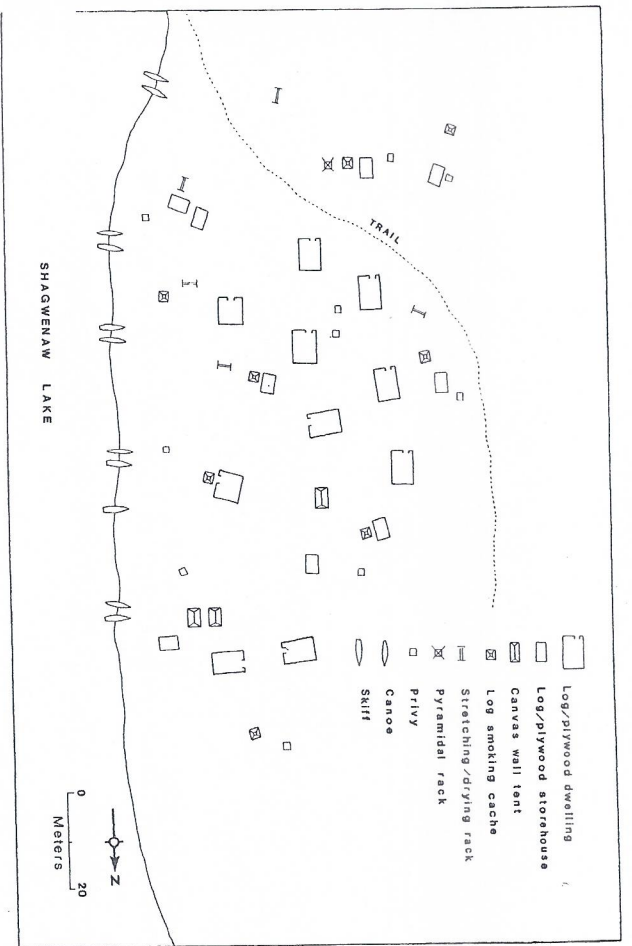 TRAIL
SHAGWENAW LAKE
Log/plywood dwelling
Log/plywood storehouse
Canvas wall tent
Log smoking cache
Stretching/drying rack
Pyramidal rack
Privy
Canoe
Skiff
N
0 20
Meters